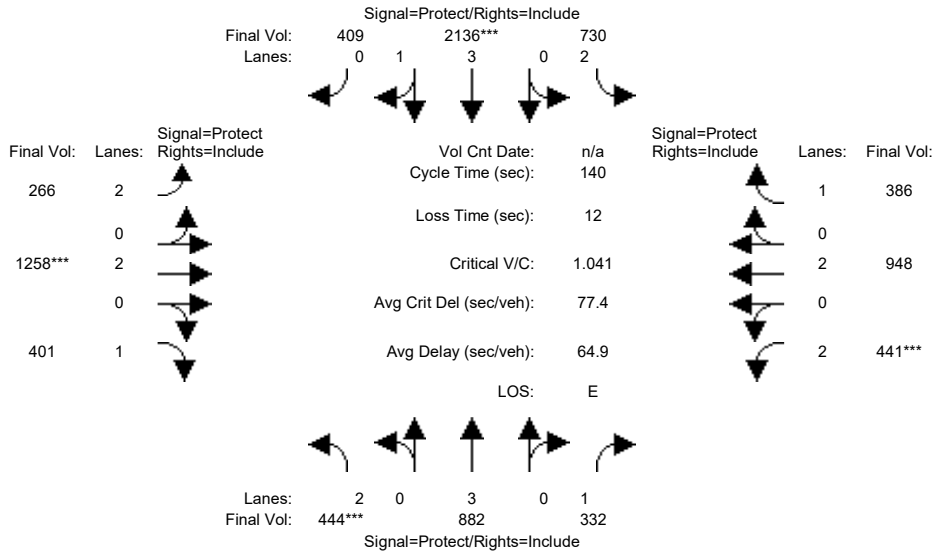 Signal=Protect/Rights=Include
Final Vol: 409 2136*** 730
Lanes: 0 1 3 0 2
Signal=Protect
Final Vol: Lanes: Rights=Include
Vol Cnt Date: n/a
Signal=Protect
Rights=Include Lanes: Final Vol:
Cycle Time (sec): 140
266 2
1 386
Loss Time (sec): 12
0
0
1258*** 2
Critical V/C: 1.041
2 948
0
Avg Crit Del (sec/veh): 77.4
0
401 1
Avg Delay (sec/veh): 64.9
2 441***
LOS: E
Lanes: 2 0 3 0 1
Final Vol: 444*** 882 332
Signal=Protect/Rights=Include